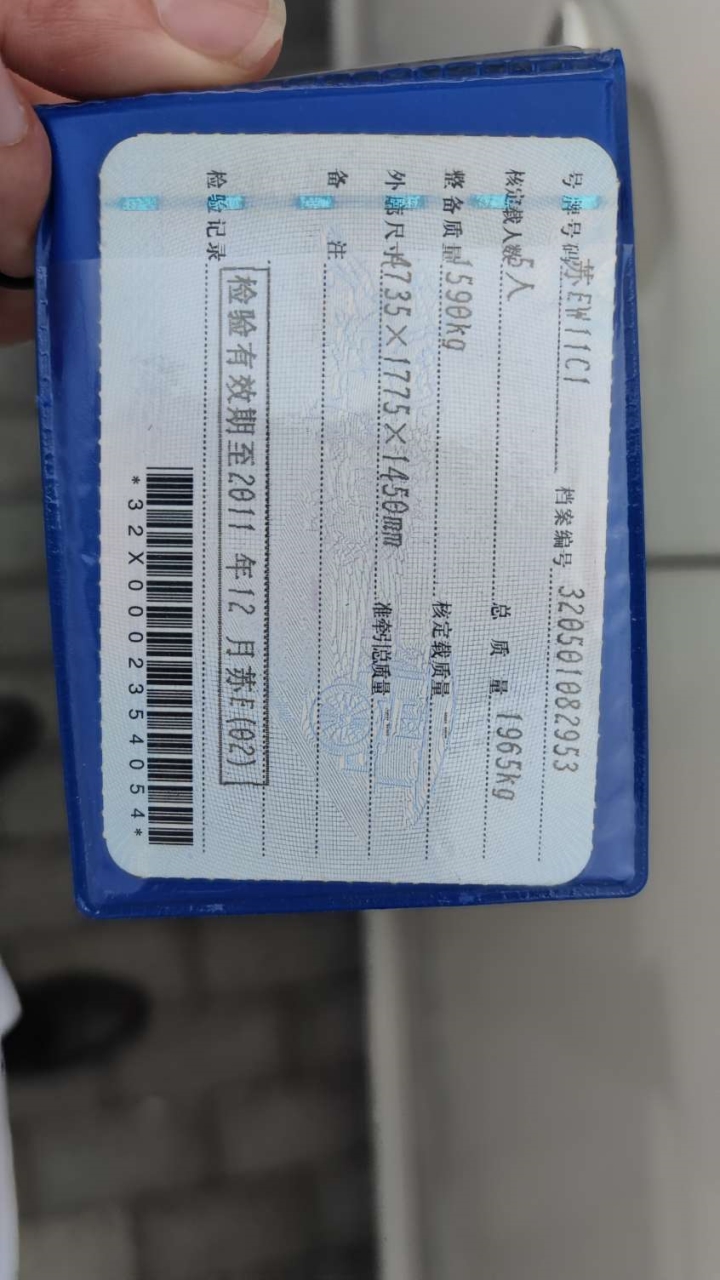 号牌号码 苏EW11C1 档案编号 320501082953
核定载人数 5人 总质量 1965kg
整备质量 1590kg 核定载质量 --
外廓尺寸 4735×1775×1450mm 准牵引总质量 --
备注
检验记录 检验有效期至2011年12月苏E(02)
*32X0002354054*